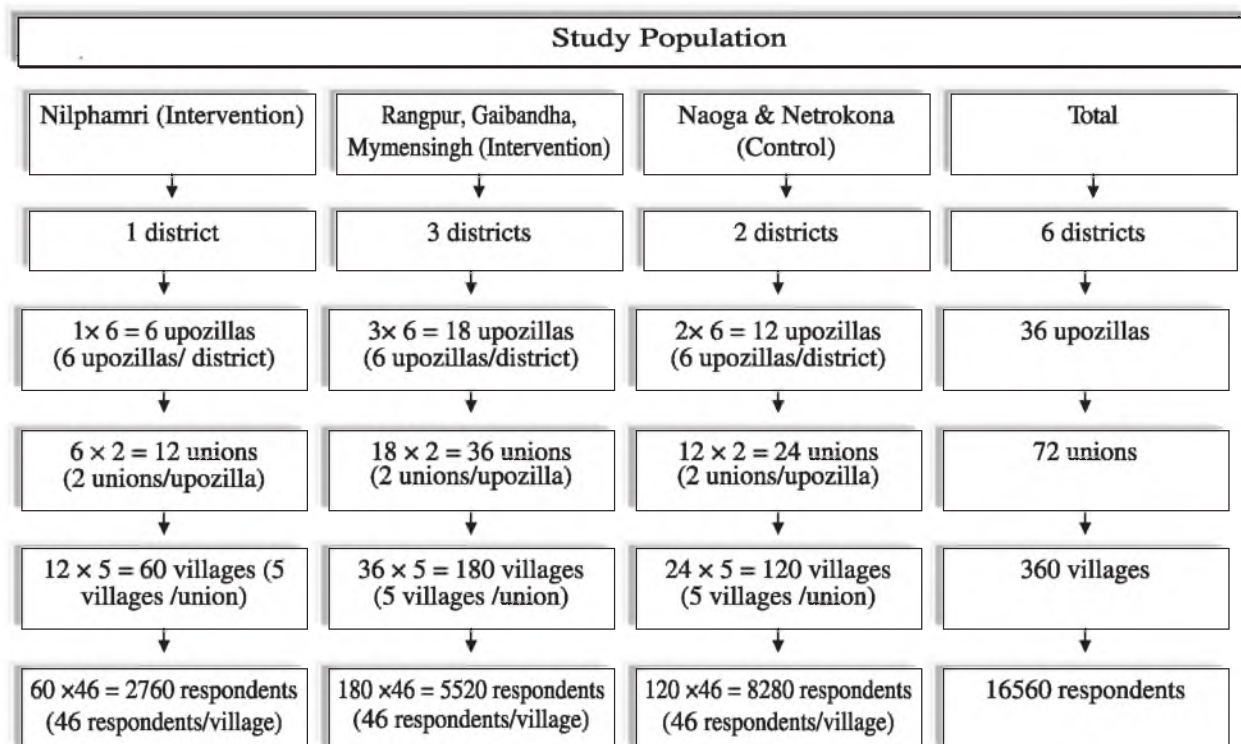 Study Population
Nilphamri (Intervention)
Rangpur, Gaibandha,
Mymensingh (Intervention)
Naoga & Netrokona
(Control)
Total
1 district
3 districts
2 districts
6 districts
1× 6 = 6 upozillas
(6 upozillas/ district)
3× 6 = 18 upozillas
(6 upozillas/district)
2× 6 = 12 upozillas
(6 upozillas/district)
36 upozillas
6 × 2 = 12 unions
(2 unions/upozilla)
18 × 2 = 36 unions
(2 unions/upozilla)
12 × 2 = 24 unions
(2 unions/upozilla)
72 unions
12 × 5 = 60 villages (5
villages /union)
36 × 5 = 180 villages
(5 villages /union)
24 × 5 = 120 villages
(5 villages /union)
360 villages
60 ×46 = 2760 respondents
(46 respondents/village)
180 ×46 = 5520 respondents
(46 respondents/village)
120 ×46 = 8280 respondents
(46 respondents/village)
16560 respondents